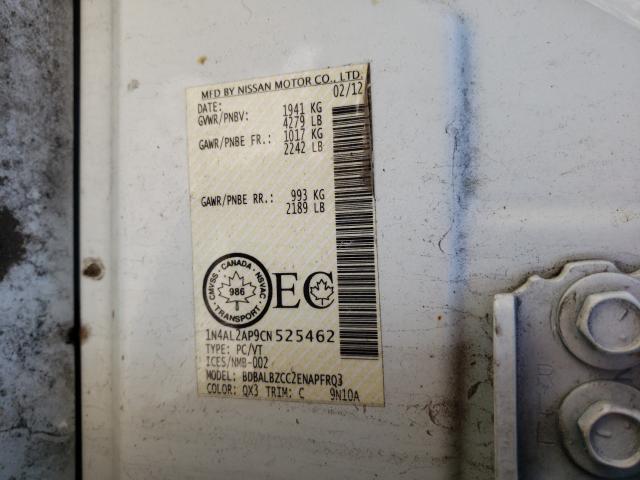 MFD BY NISSAN MOTOR CO., LTD.
DATE: 02/12
GVWR/PNBV: 1941 KG
4279 LB
GAWR/PNBE FR.: 1017 KG
2242 LB
GAWR/PNBE RR.: 993 KG
2189 LB
CANADA
CMVSS · NSVAC
986
TRANSPORT
EC
1N4AL2AP9CN525462
TYPE: PC/VT
ICES/NMB-002
MODEL: BDBALBZCC2ENAPFRQ3
COLOR: QX3 TRIM: C 9N10A